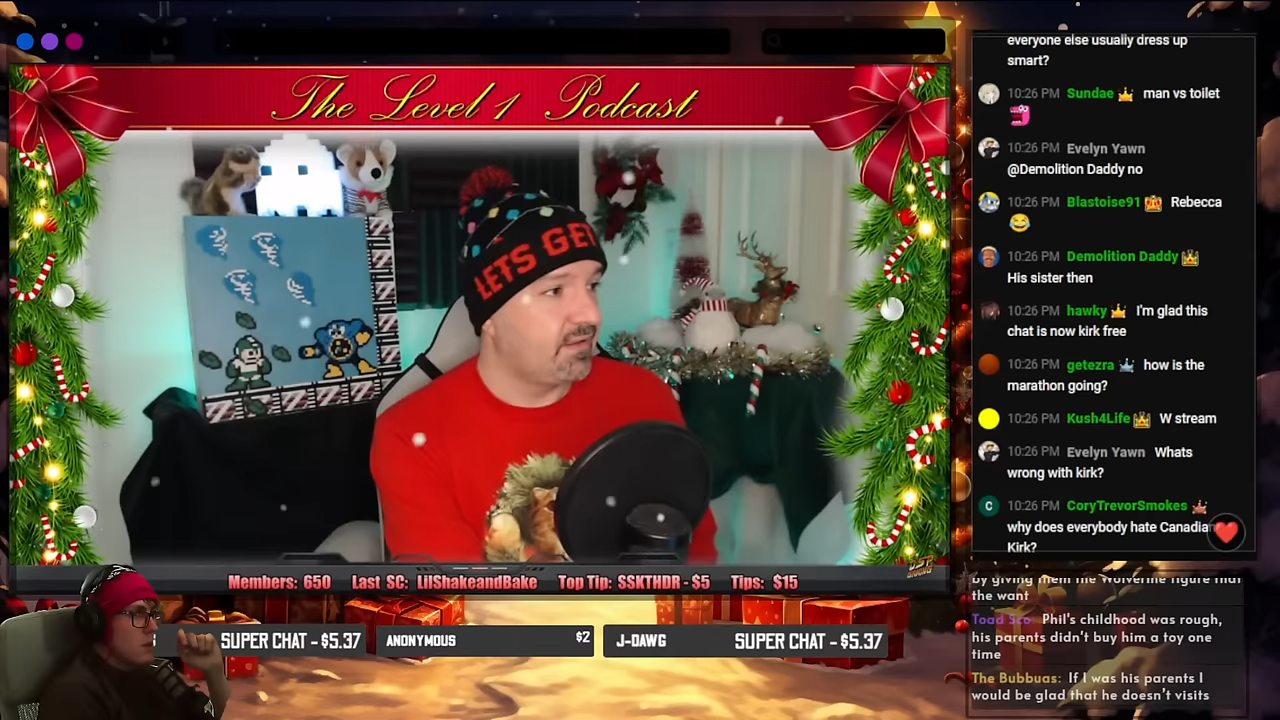 The Level 1 Podcast
LETS GET
everyone else usually dress up
smart?
10:26 PM Sundae man vs toilet
10:26 PM Evelyn Yawn
@Demolition Daddy no
10:26 PM Blastoise91 Rebecca
10:26 PM Demolition Daddy
His sister then
10:26 PM hawky I'm glad this
chat is now kirk free
10:26 PM getezra how is the
marathon going?
10:26 PM Kush4Life W stream
10:26 PM Evelyn Yawn Whats
wrong with kirk?
C 10:26 PM CoryTrevorSmokes
why does everybody hate Canadian
Kirk?
Members: 650 Last SC: LilShakeandBake Top Tip: SSKTHDR - $5 Tips: $15
SUPER CHAT - $5.37
ANONYMOUS $2
J-DAWG SUPER CHAT - $5.37
by giving them the Wolverine figure that
the want
Toad Sco Phil's childhood was rough,
his parents didn't buy him a toy one
time
The Bubbuas: If I was his parents I
would be glad that he doesn't visits